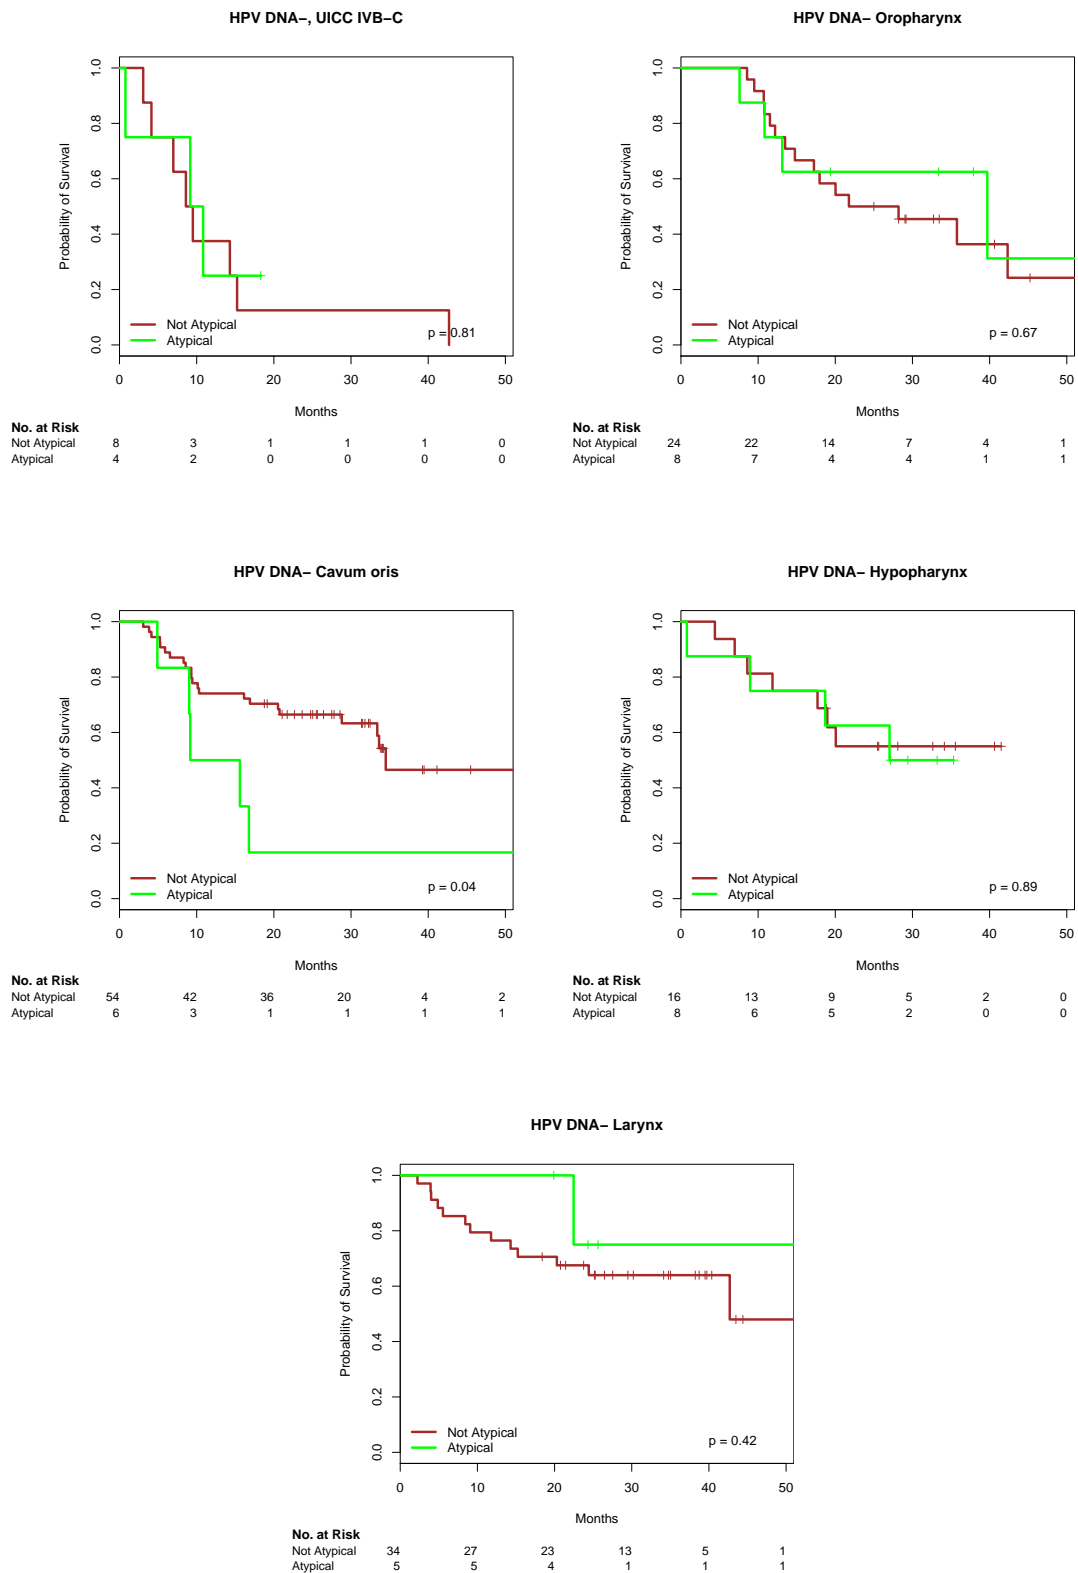 HPV DNA−, UICC IVB−C
Probability of Survival
0.0 0.2 0.4 0.6 0.8 1.0
Not Atypical
Atypical
p = 0.81
0 10 20 30 40 50
Months
No. at Risk
Not Atypical 8 3 1 1 1 0
Atypical 4 2 0 0 0 0
HPV DNA− Oropharynx
Probability of Survival
0.0 0.2 0.4 0.6 0.8 1.0
Not Atypical
Atypical
p = 0.67
0 10 20 30 40 50
Months
No. at Risk
Not Atypical 24 22 14 7 4 1
Atypical 8 7 4 4 1 1
HPV DNA− Cavum oris
Probability of Survival
0.0 0.2 0.4 0.6 0.8 1.0
Not Atypical
Atypical
p = 0.04
0 10 20 30 40 50
Months
No. at Risk
Not Atypical 54 42 36 20 4 2
Atypical 6 3 1 1 1 1
HPV DNA− Hypopharynx
Probability of Survival
0.0 0.2 0.4 0.6 0.8 1.0
Not Atypical
Atypical
p = 0.89
0 10 20 30 40 50
Months
No. at Risk
Not Atypical 16 13 9 5 2 0
Atypical 8 6 5 2 0 0
HPV DNA− Larynx
Probability of Survival
0.0 0.2 0.4 0.6 0.8 1.0
Not Atypical
Atypical
p = 0.42
0 10 20 30 40 50
Months
No. at Risk
Not Atypical 34 27 23 13 5 1
Atypical 5 5 4 1 1 1